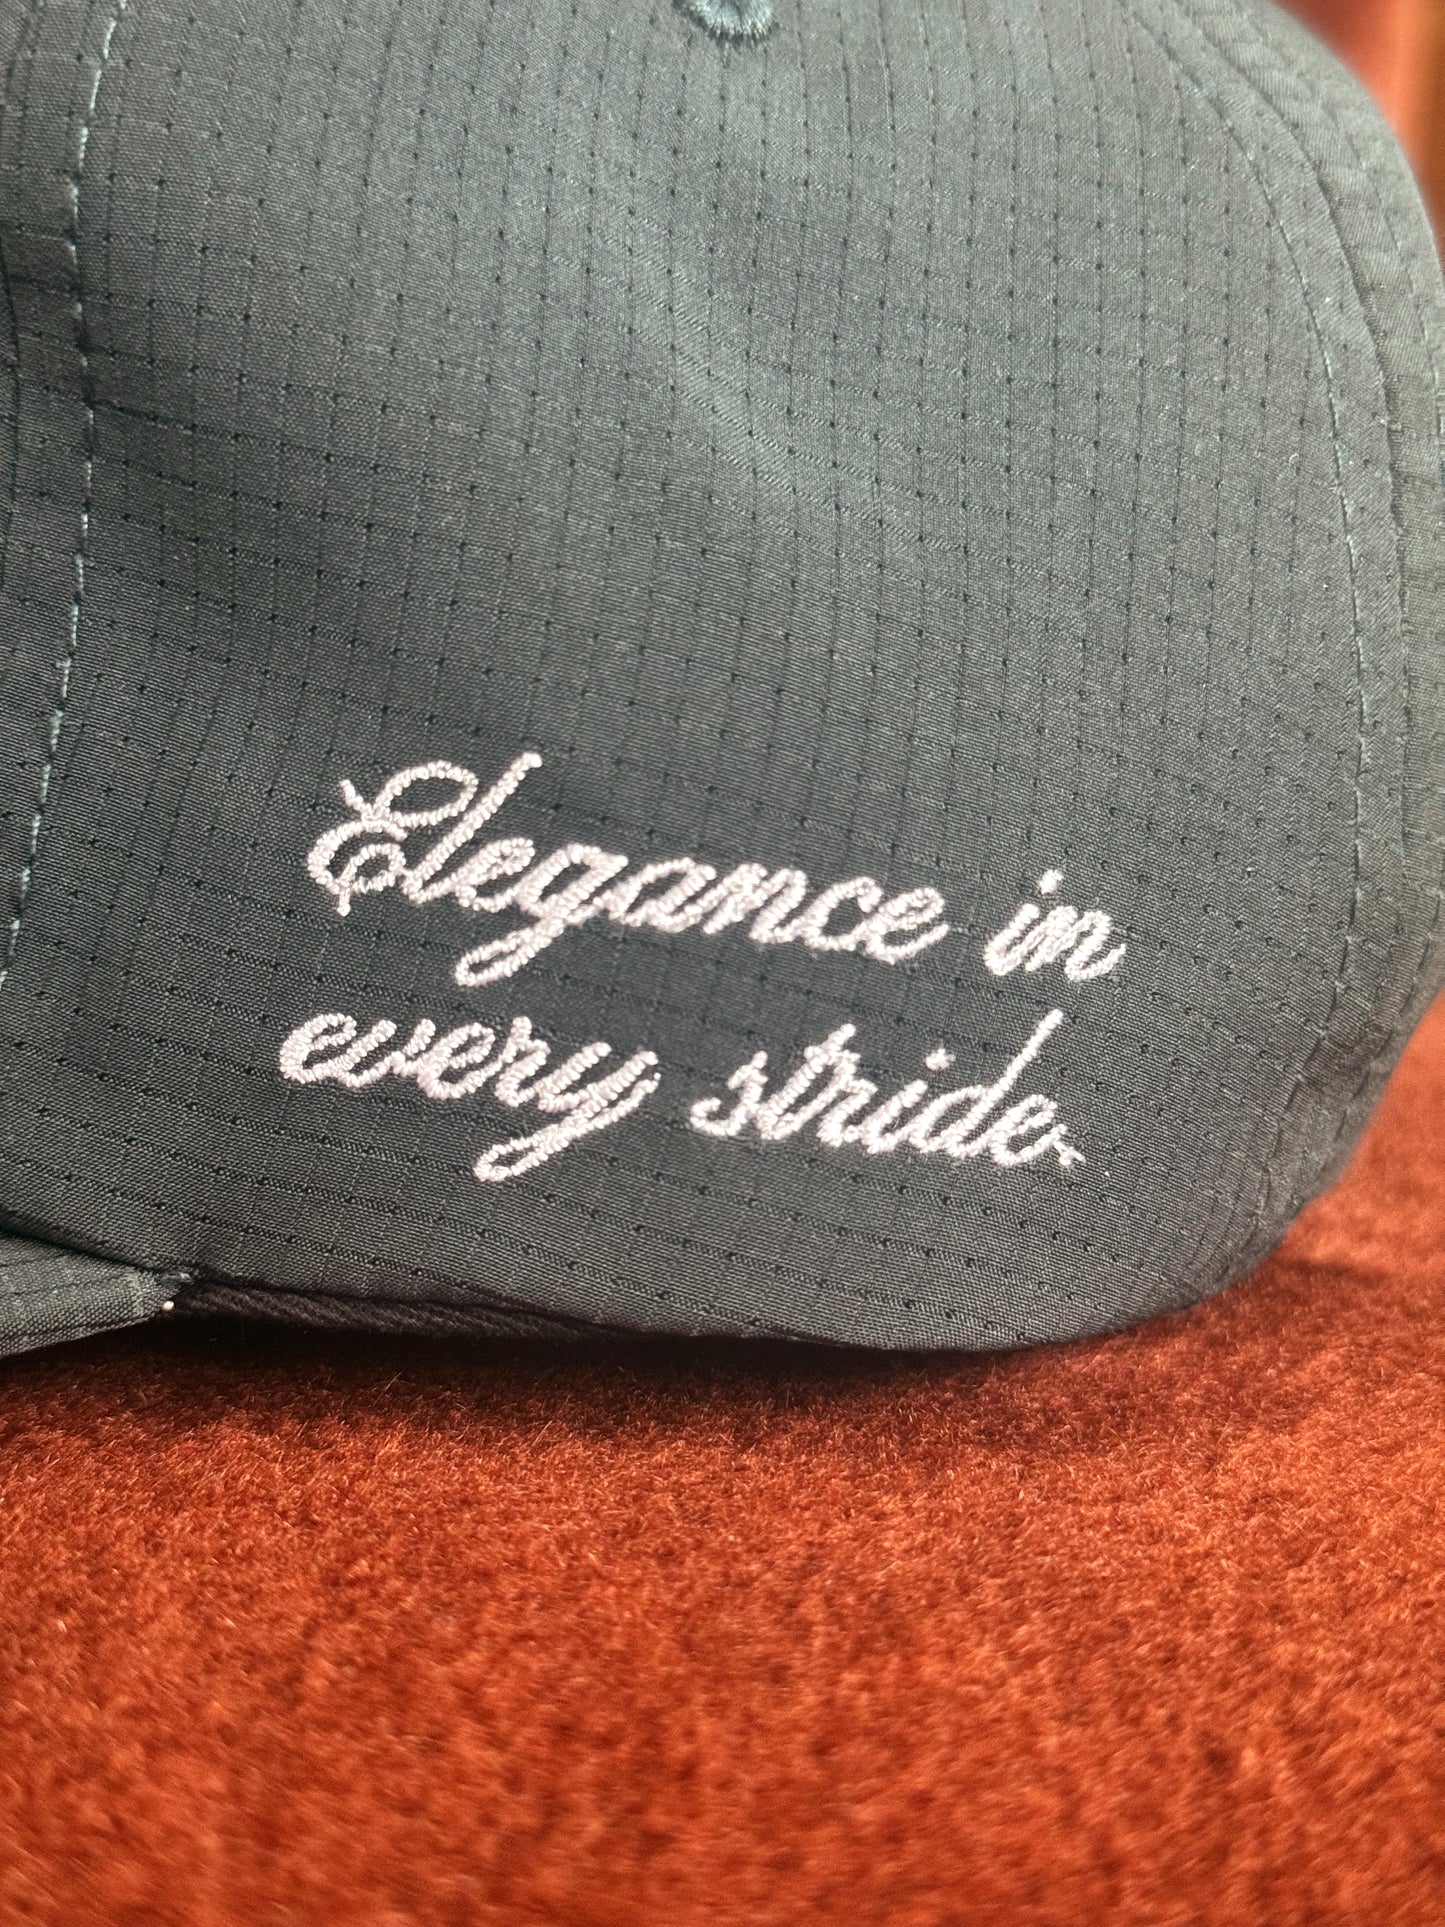 Elegance in
every stride.